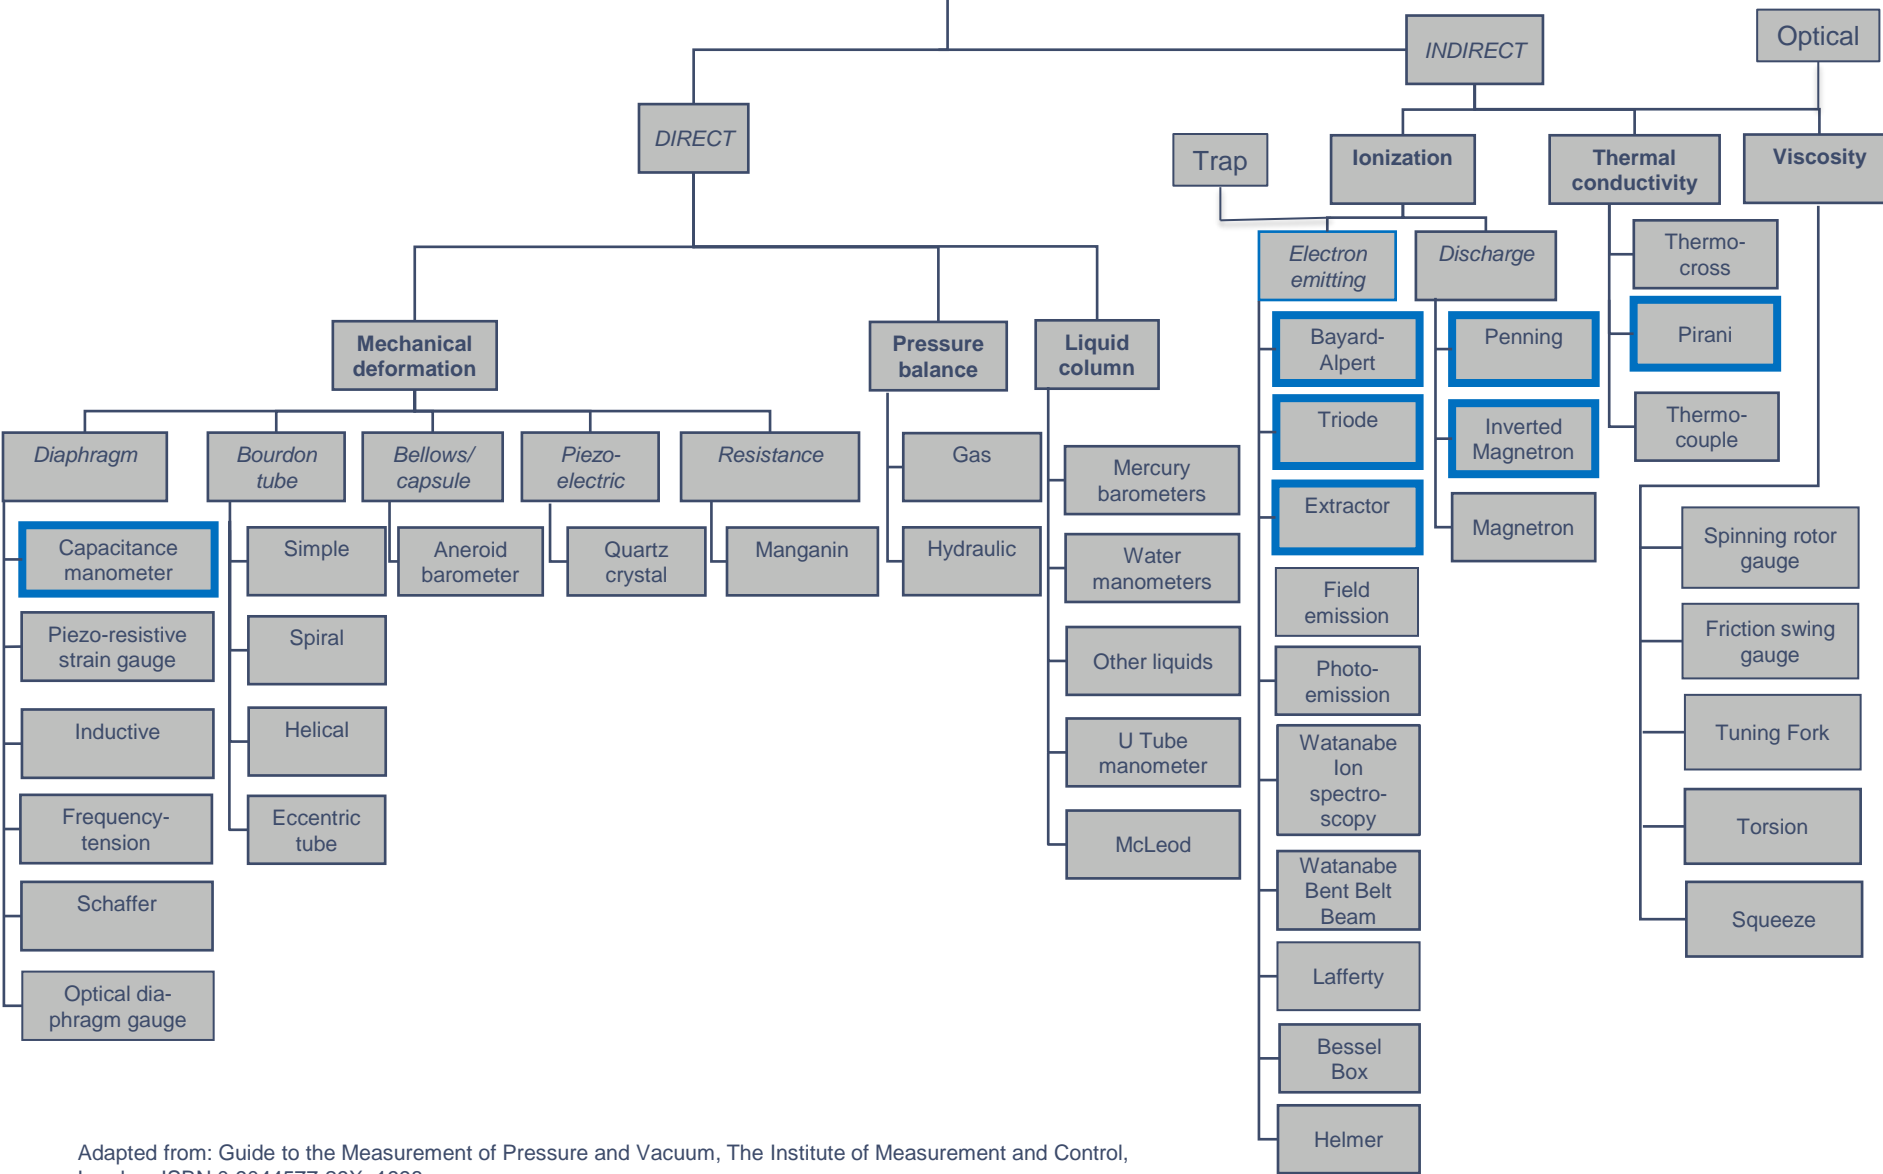 INDIRECT
Optical
DIRECT
Trap
Ionization
Thermal
conductivity
Viscosity
Electron
emitting
Discharge
Thermo-
cross
Bayard-
Alpert
Penning
Pirani
Mechanical
deformation
Pressure
balance
Liquid
column
Triode
Inverted
Magnetron
Thermo-
couple
Diaphragm
Bourdon
tube
Bellows/
capsule
Piezo-
electric
Resistance
Gas
Mercury
barometers
Extractor
Magnetron
Capacitance
manometer
Simple
Aneroid
barometer
Quartz
crystal
Manganin
Hydraulic
Water
manometers
Spinning rotor
gauge
Field
emission
Piezo-resistive
strain gauge
Spiral
Other liquids
Photo-
emission
Friction swing
gauge
Inductive
Helical
U Tube
manometer
Watanabe
Ion
spectro-
scopy
Tuning Fork
Frequency-
tension
Eccentric
tube
McLeod
Watanabe
Bent Belt
Beam
Torsion
Schaffer
Lafferty
Squeeze
Optical dia-
phragm gauge
Bessel
Box
Helmer
Adapted from: Guide to the Measurement of Pressure and Vacuum, The Institute of Measurement and Control,